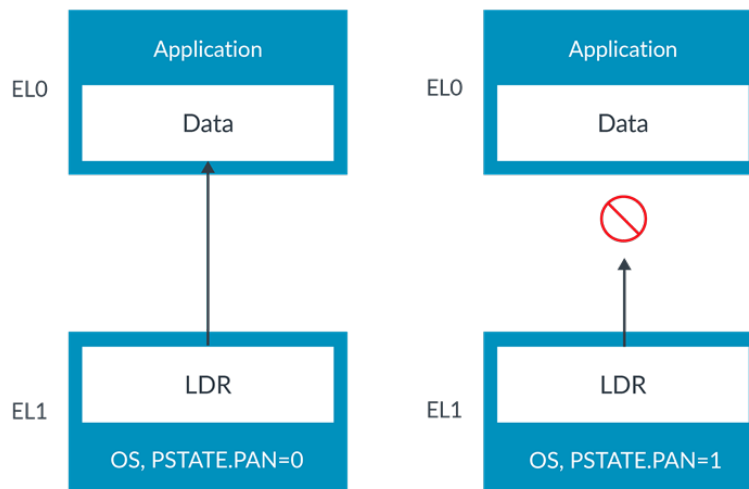 Application
EL0
Data
LDR
EL1
OS, PSTATE.PAN=0
Application
EL0
Data
LDR
EL1
OS, PSTATE.PAN=1